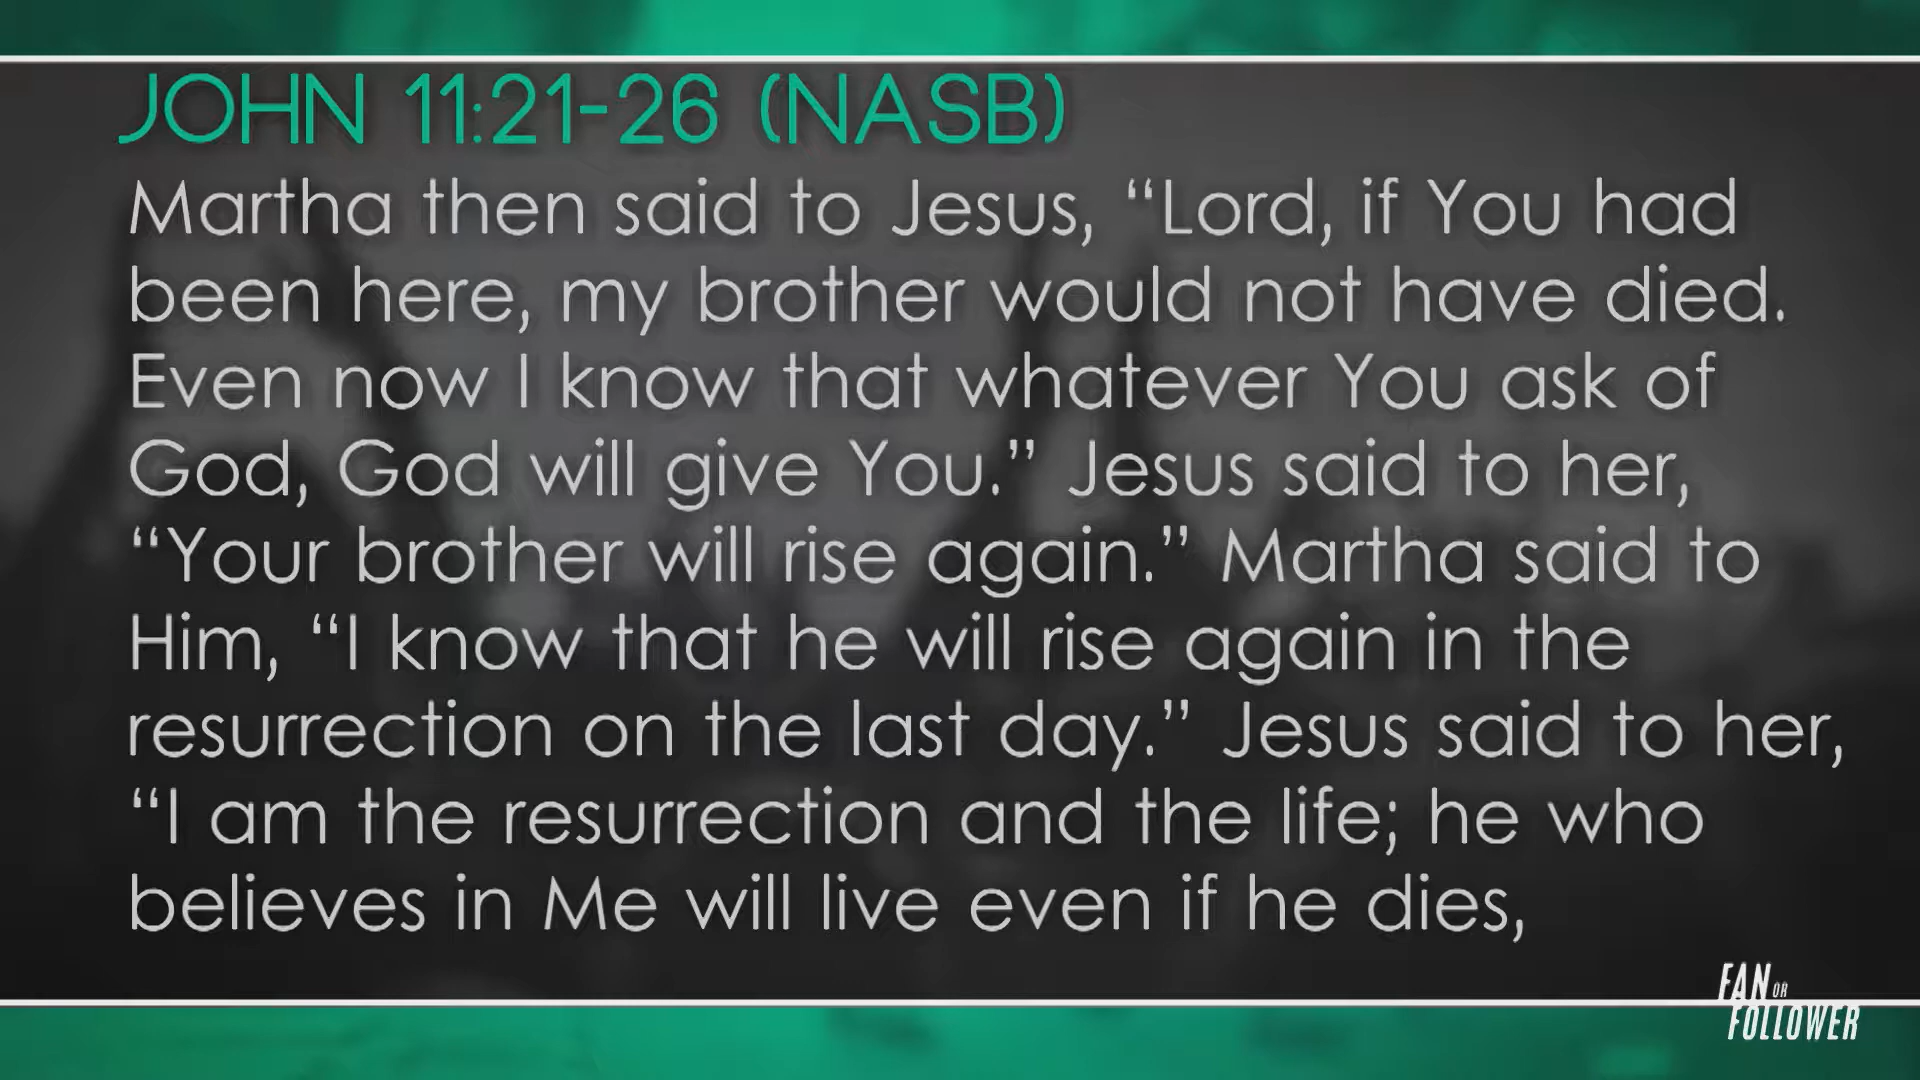 JOHN 11:21-26 (NASB)
Martha then said to Jesus, “Lord, if You had
been here, my brother would not have died.
Even now I know that whatever You ask of
God, God will give You.” Jesus said to her,
“Your brother will rise again.” Martha said to
Him, “I know that he will rise again in the
resurrection on the last day.” Jesus said to her,
“I am the resurrection and the life; he who
believes in Me will live even if he dies,
FAN OR
FOLLOWER